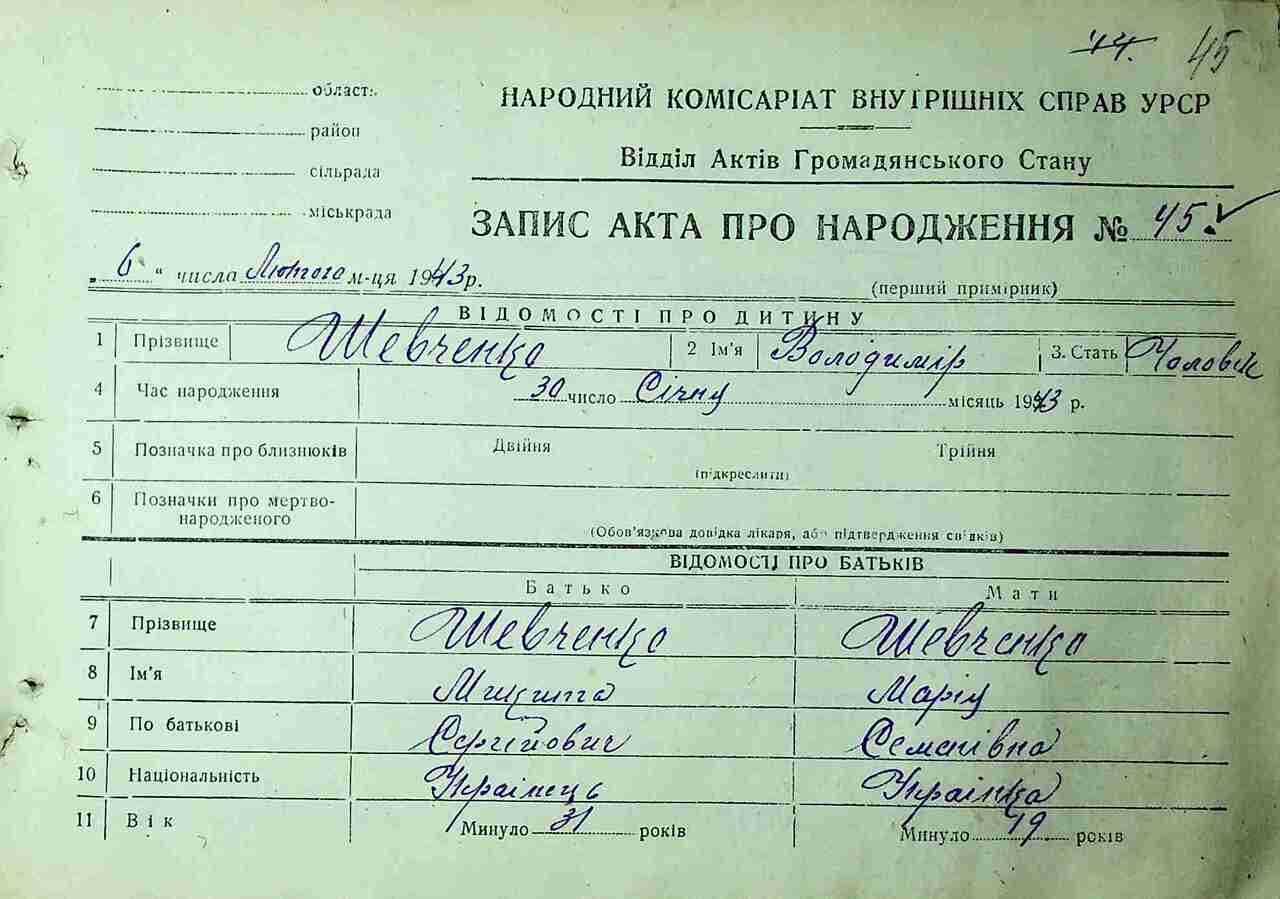 44. 45
област..
район
сільрада
міськрада
НАРОДНИЙ КОМІСАРІАТ ВНУТРІШНІХ СПРАВ УРСР
Відділ Актів Громадянського Стану
ЗАПИС АКТА ПРО НАРОДЖЕННЯ № 45.
„ 6 “ числа Лютого м-ця 1943 р.
(перший примірник)
ВІДОМОСТІ ПРО ДИТИНУ
1 Прізвище Шевченко 2 Ім'я Володимір 3. Стать Чоловік
4 Час народження 30 число Січня місяць 1943 р.
5 Позначка про близнюків Двійня Трійня
(підкреслити)
6 Позначки про мертво-
народженого
(Обов'язкова довідка лікаря, або підтвердження свідків)
ВІДОМОСТІ ПРО БАТЬКІВ
Батько Мати
7 Прізвище Шевченко Шевченко
8 Ім'я Микита Марія
9 По батькові Сергійович Семенівна
10 Національність Українець Українка
11 Вік Минуло 31 років Минуло 19 років